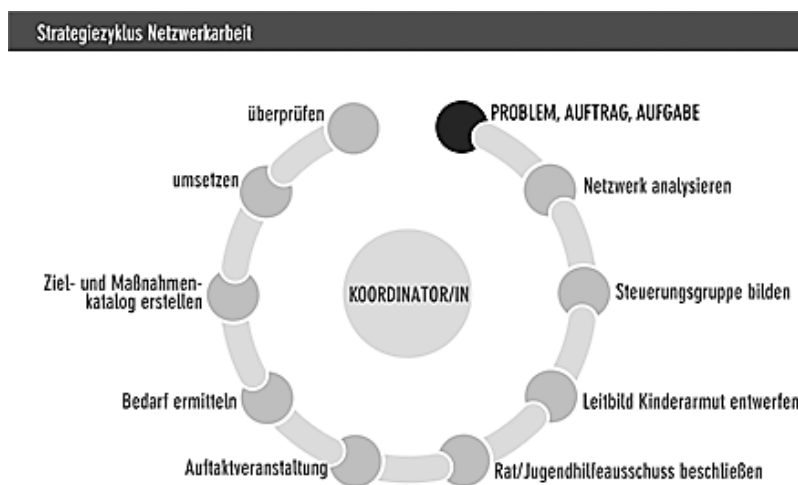 Strategiezyklus Netzwerkarbeit
PROBLEM, AUFTRAG, AUFGABE
Netzwerk analysieren
Steuerungsgruppe bilden
Leitbild Kinderarmut entwerfen
Rat/Jugendhilfeausschuss beschließen
Auftaktveranstaltung
Bedarf ermitteln
Ziel- und Maßnahmen-
katalog erstellen
umsetzen
überprüfen
KOORDINATOR/IN